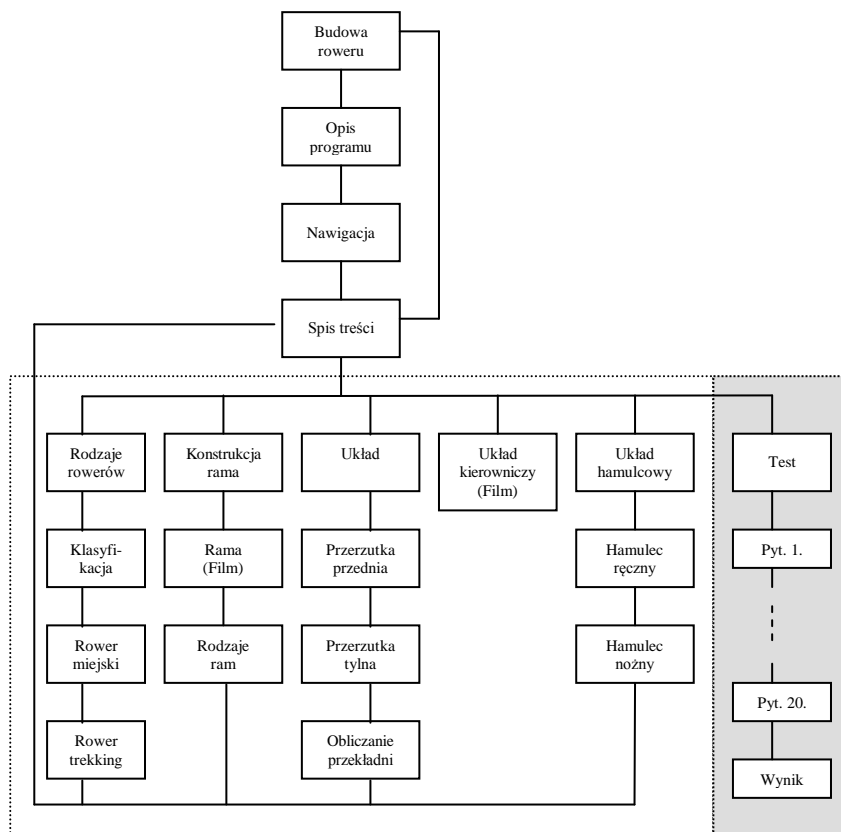 Budowa
roweru
Opis
programu
Nawigacja
Spis treści
Rodzaje
rowerów
Konstrukcja
rama
Układ
Układ
kierowniczy
(Film)
Układ
hamulcowy
Test
Klasyfi-
kacja
Rama
(Film)
Przerzutka
przednia
Hamulec
ręczny
Pyt. 1.
Rower
miejski
Rodzaje
ram
Przerzutka
tylna
Hamulec
nożny
Pyt. 20.
Rower
trekking
Obliczanie
przekładni
Wynik